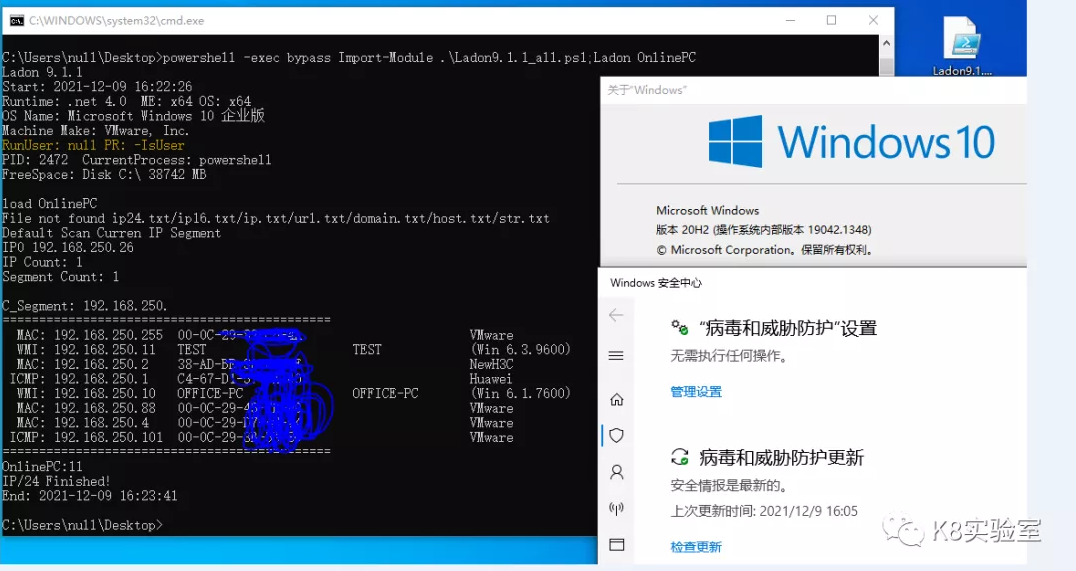 C:\WINDOWS\system32\cmd.exe
C:\Users\null\Desktop>powershell -exec bypass Import-Module .\Ladon9.1.1_all.ps1;Ladon OnlinePC
Ladon 9.1.1
Start: 2021-12-09 16:22:26
Runtime: .net 4.0 ME: x64 OS: x64
OS Name: Microsoft Windows 10 企业版
Machine Make: VMware, Inc.
RunUser: null PR: -IsUser
PID: 2472 CurrentProcess: powershell
FreeSpace: Disk C:\ 38742 MB
load OnlinePC
File not found ip24.txt/ip16.txt/ip.txt/url.txt/domain.txt/host.txt/str.txt
Default Scan Curren IP Segment
IP0 192.168.250.26
IP Count: 1
Segment Count: 1
C_Segment: 192.168.250.
=============================================
MAC: 192.168.250.255 00-0C-29- VMware
WMI: 192.168.250.11 TEST TEST (Win 6.3.9600)
MAC: 192.168.250.2 38-AD- NewH3C
ICMP: 192.168.250.1 C4-67-D1- Huawei
WMI: 192.168.250.10 OFFICE-PC OFFICE-PC (Win 6.1.7600)
MAC: 192.168.250.88 00-0C-29- VMware
MAC: 192.168.250.4 00-0C-29- VMware
ICMP: 192.168.250.101 00-0C-29- VMware
=============================================
OnlinePC:11
IP/24 Finished!
End: 2021-12-09 16:23:41
C:\Users\null\Desktop>
Ladon9.1....
关于"Windows"
Windows 10
Microsoft Windows
版本 20H2 (操作系统内部版本 19042.1348)
© Microsoft Corporation。保留所有权利。
Windows 安全中心
"病毒和威胁防护"设置
无需执行任何操作。
管理设置
病毒和威胁防护更新
安全情报是最新的。
上次更新时间: 2021/12/9 16:05
检查更新
K8实验室